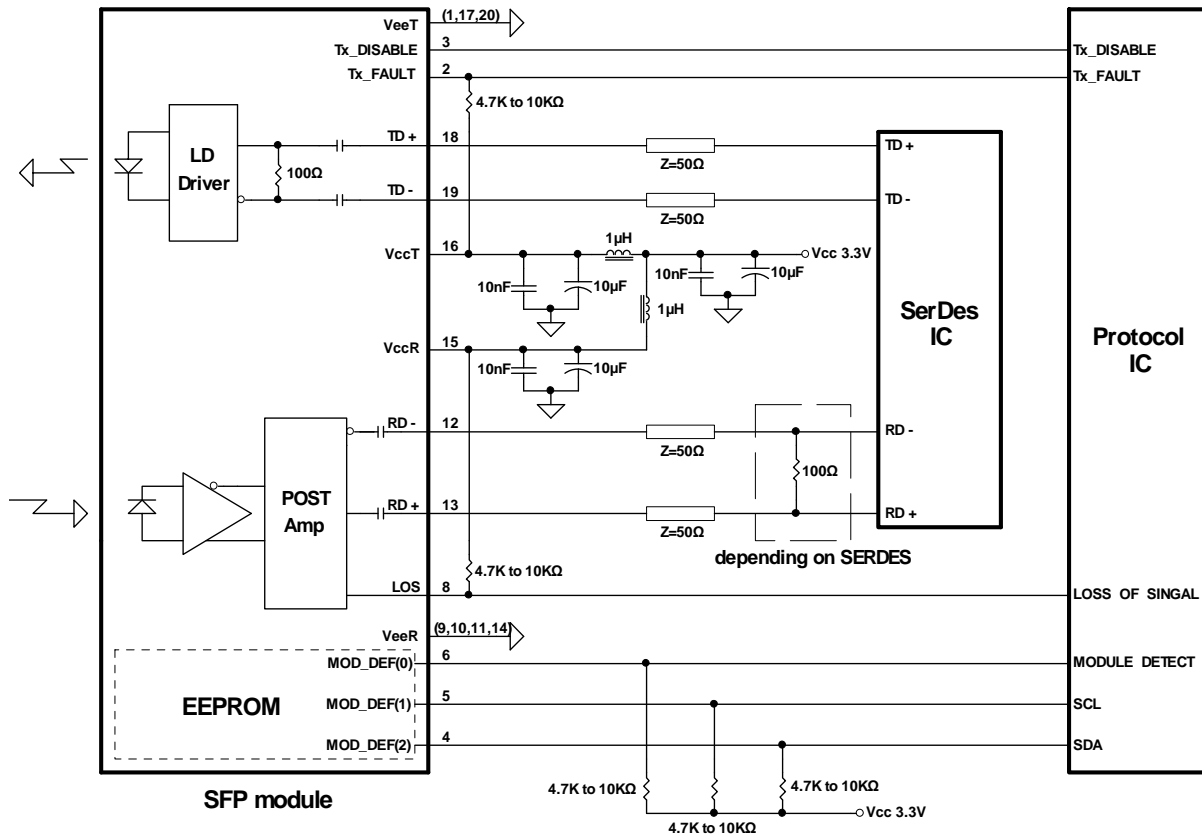 VeeT (1,17,20)
Tx_DISABLE 3 Tx_DISABLE
Tx_FAULT 2 Tx_FAULT
4.7K to 10KΩ
LD
Driver
100Ω
TD + 18 Z=50Ω TD +
TD - 19 Z=50Ω TD -
VccT 16 1µH Vcc 3.3V
10nF 10µF 10nF 10µF
1µH
SerDes
IC
Protocol
IC
VccR 15
10nF 10µF
RD - 12 Z=50Ω RD -
100Ω
POST
Amp
RD + 13 Z=50Ω RD +
depending on SERDES
4.7K to 10KΩ
LOS 8 LOSS OF SINGAL
VeeR (9,10,11,14)
MOD_DEF(0) 6 MODULE DETECT
EEPROM
MOD_DEF(1) 5 SCL
MOD_DEF(2) 4 SDA
4.7K to 10KΩ 4.7K to 10KΩ
4.7K to 10KΩ
Vcc 3.3V
SFP module